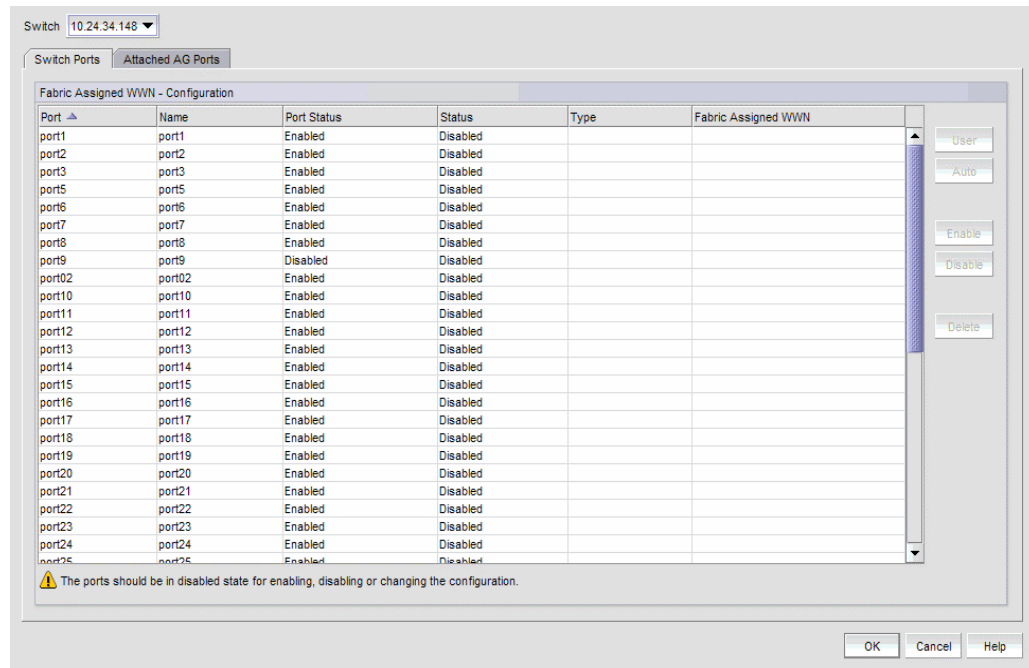 Switch 10.24.34.148
Switch Ports Attached AG Ports
Fabric Assigned WWN - Configuration
Port Name Port Status Status Type Fabric Assigned WWN
port1 port1 Enabled Disabled
port2 port2 Enabled Disabled
port3 port3 Enabled Disabled
port5 port5 Enabled Disabled
port6 port6 Enabled Disabled
port7 port7 Enabled Disabled
port8 port8 Enabled Disabled
port9 port9 Disabled Disabled
port02 port02 Enabled Disabled
port10 port10 Enabled Disabled
port11 port11 Enabled Disabled
port12 port12 Enabled Disabled
port13 port13 Enabled Disabled
port14 port14 Enabled Disabled
port15 port15 Enabled Disabled
port16 port16 Enabled Disabled
port17 port17 Enabled Disabled
port18 port18 Enabled Disabled
port19 port19 Enabled Disabled
port20 port20 Enabled Disabled
port21 port21 Enabled Disabled
port22 port22 Enabled Disabled
port23 port23 Enabled Disabled
port24 port24 Enabled Disabled
port25 port25 Enabled Disabled
User
Auto
Enable
Disable
Delete
The ports should be in disabled state for enabling, disabling or changing the configuration.
OK Cancel Help